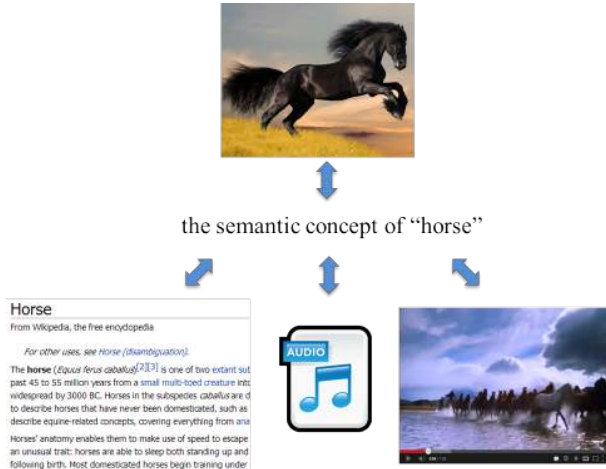 the semantic concept of “horse”
Horse
From Wikipedia, the free encyclopedia
For other uses, see Horse (disambiguation).
The horse (Equus ferus caballus)[2][3] is one of two extant sub
past 45 to 55 million years from a small multi-toed creature into
widespread by 3000 BC. Horses in the subspecies caballus are d
to describe horses that have never been domesticated, such as
describe equine-related concepts, covering everything from ana
Horses' anatomy enables them to make use of speed to escape
an unusual trait: horses are able to sleep both standing up and
following birth. Most domesticated horses begin training under
AUDIO